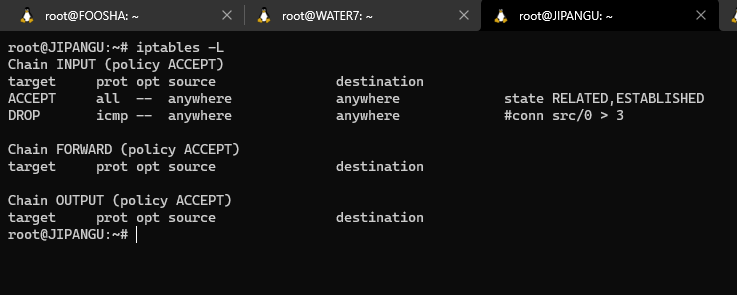 root@FOOSHA: ~ root@WATER7: ~ root@JIPANGU: ~
root@JIPANGU:~# iptables -L
Chain INPUT (policy ACCEPT)
target     prot opt source               destination
ACCEPT     all  --  anywhere             anywhere             state RELATED,ESTABLISHED
DROP       icmp --  anywhere             anywhere             #conn src/0 > 3

Chain FORWARD (policy ACCEPT)
target     prot opt source               destination

Chain OUTPUT (policy ACCEPT)
target     prot opt source               destination
root@JIPANGU:~#